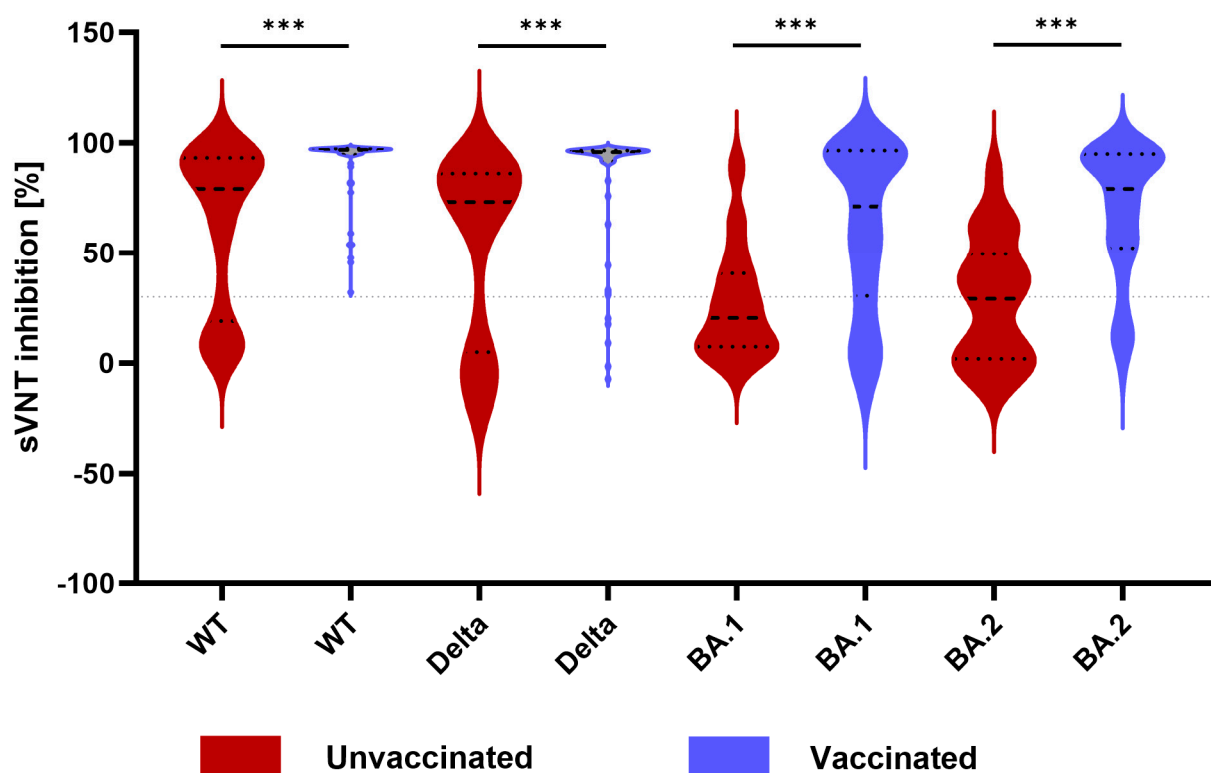 *** *** *** ***
150
100
50
0
-50
-100
sVNT inhibition [%]
WT WT Delta Delta BA.1 BA.1 BA.2 BA.2
Unvaccinated Vaccinated